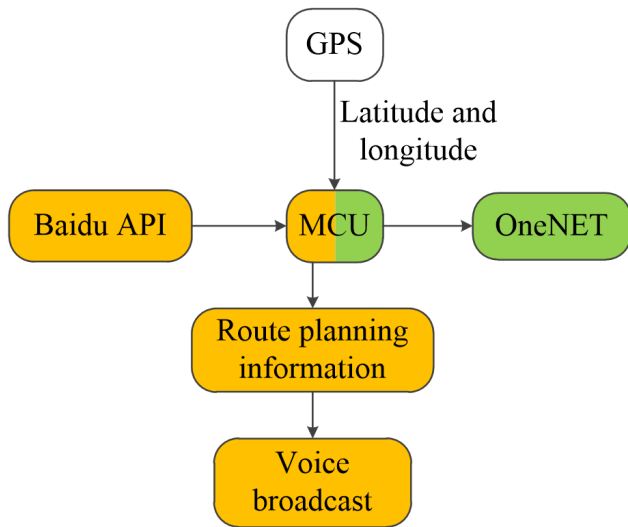 GPS
Latitude and
longitude
Baidu API
MCU
OneNET
Route planning
information
Voice
broadcast